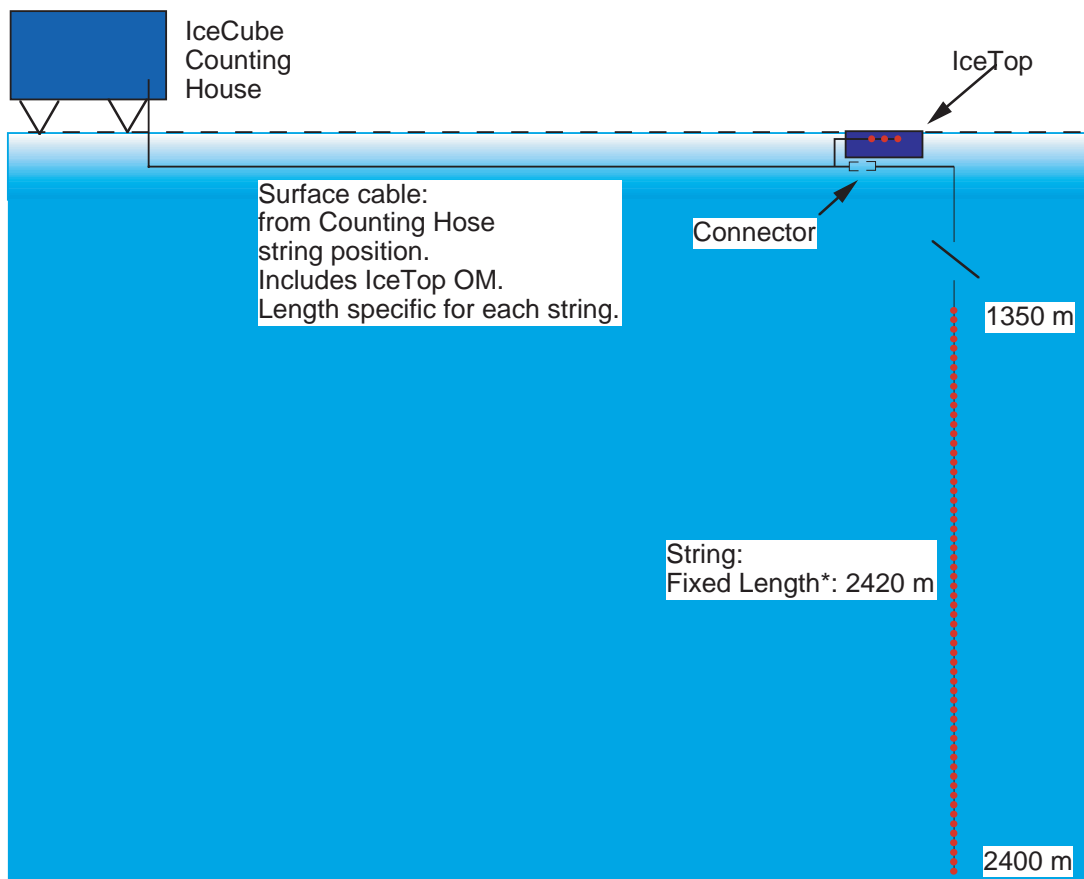 IceCube
Counting
House
IceTop
Surface cable:
from Counting Hose
string position.
Includes IceTop OM.
Length specific for each string.
Connector
1350 m
String:
Fixed Length*: 2420 m
2400 m